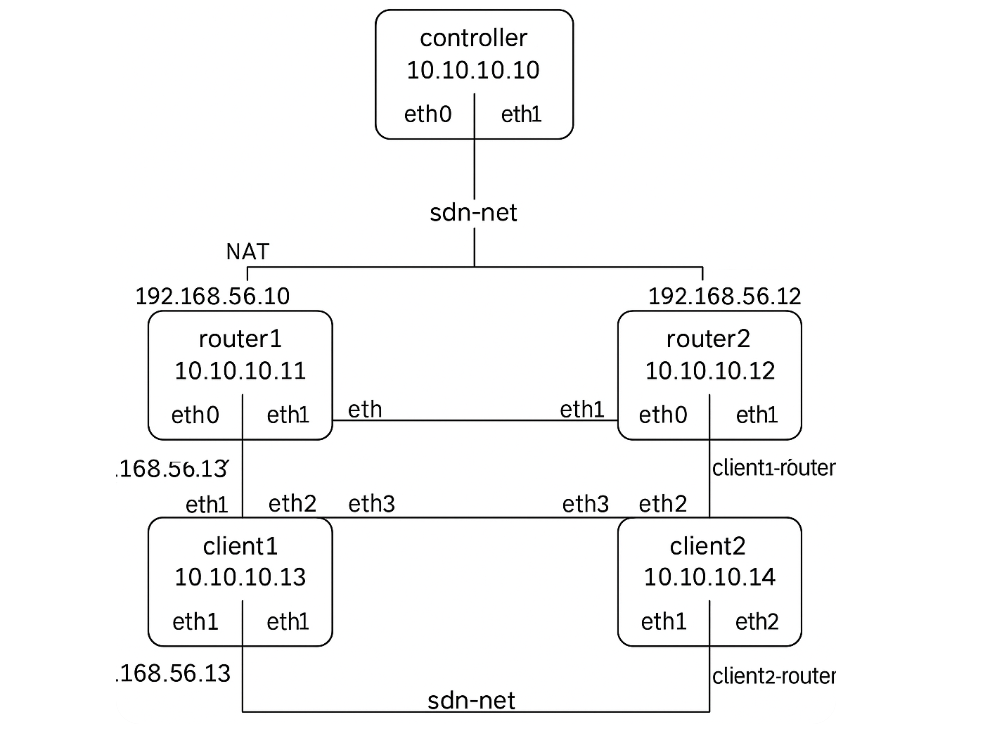 controller
10.10.10.10
eth0 eth1
sdn-net
NAT
192.168.56.10 192.168.56.12
router1 router2
10.10.10.11 10.10.10.12
eth0 eth1 eth eth1 eth0 eth1
.168.56.13 client1-router
eth1 eth2 eth3 eth3 eth2
client1 client2
10.10.10.13 10.10.10.14
eth1 eth1 eth1 eth2
.168.56.13 client2-router
sdn-net